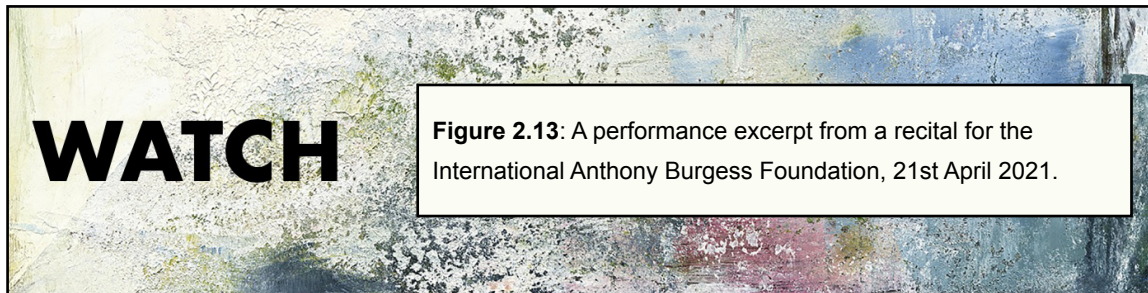 WATCH
Figure 2.13: A performance excerpt from a recital for the
International Anthony Burgess Foundation, 21st April 2021.